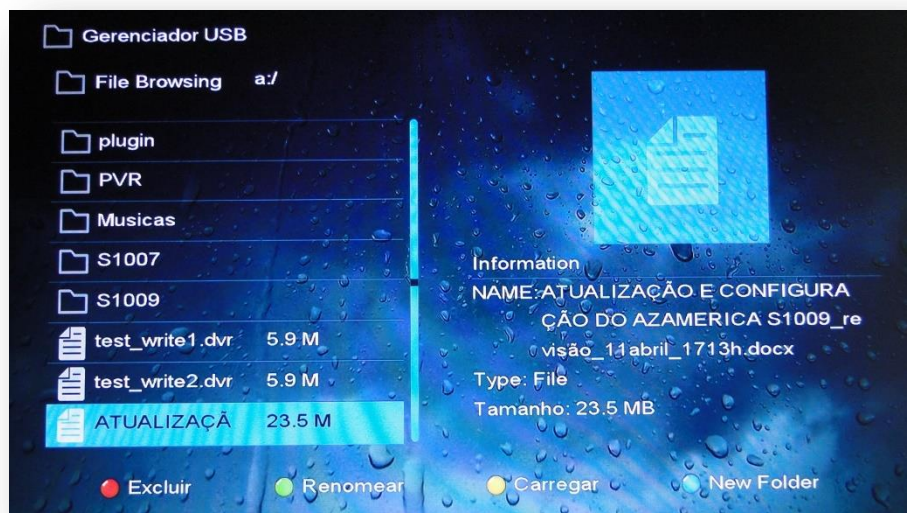 Gerenciador USB
File Browsing a:/
plugin
PVR
Musicas
S1007
S1009
test_write1.dvr 5.9 M
test_write2.dvr 5.9 M
ATUALIZAÇÃ 23.5 M
Information
NAME:ATUALIZAÇÃO E CONFIGURA
ÇÃO DO AZAMERICA S1009_re
visão_11abril_1713h.docx
Type: File
Tamanho: 23.5 MB
Excluir Renomear Carregar New Folder